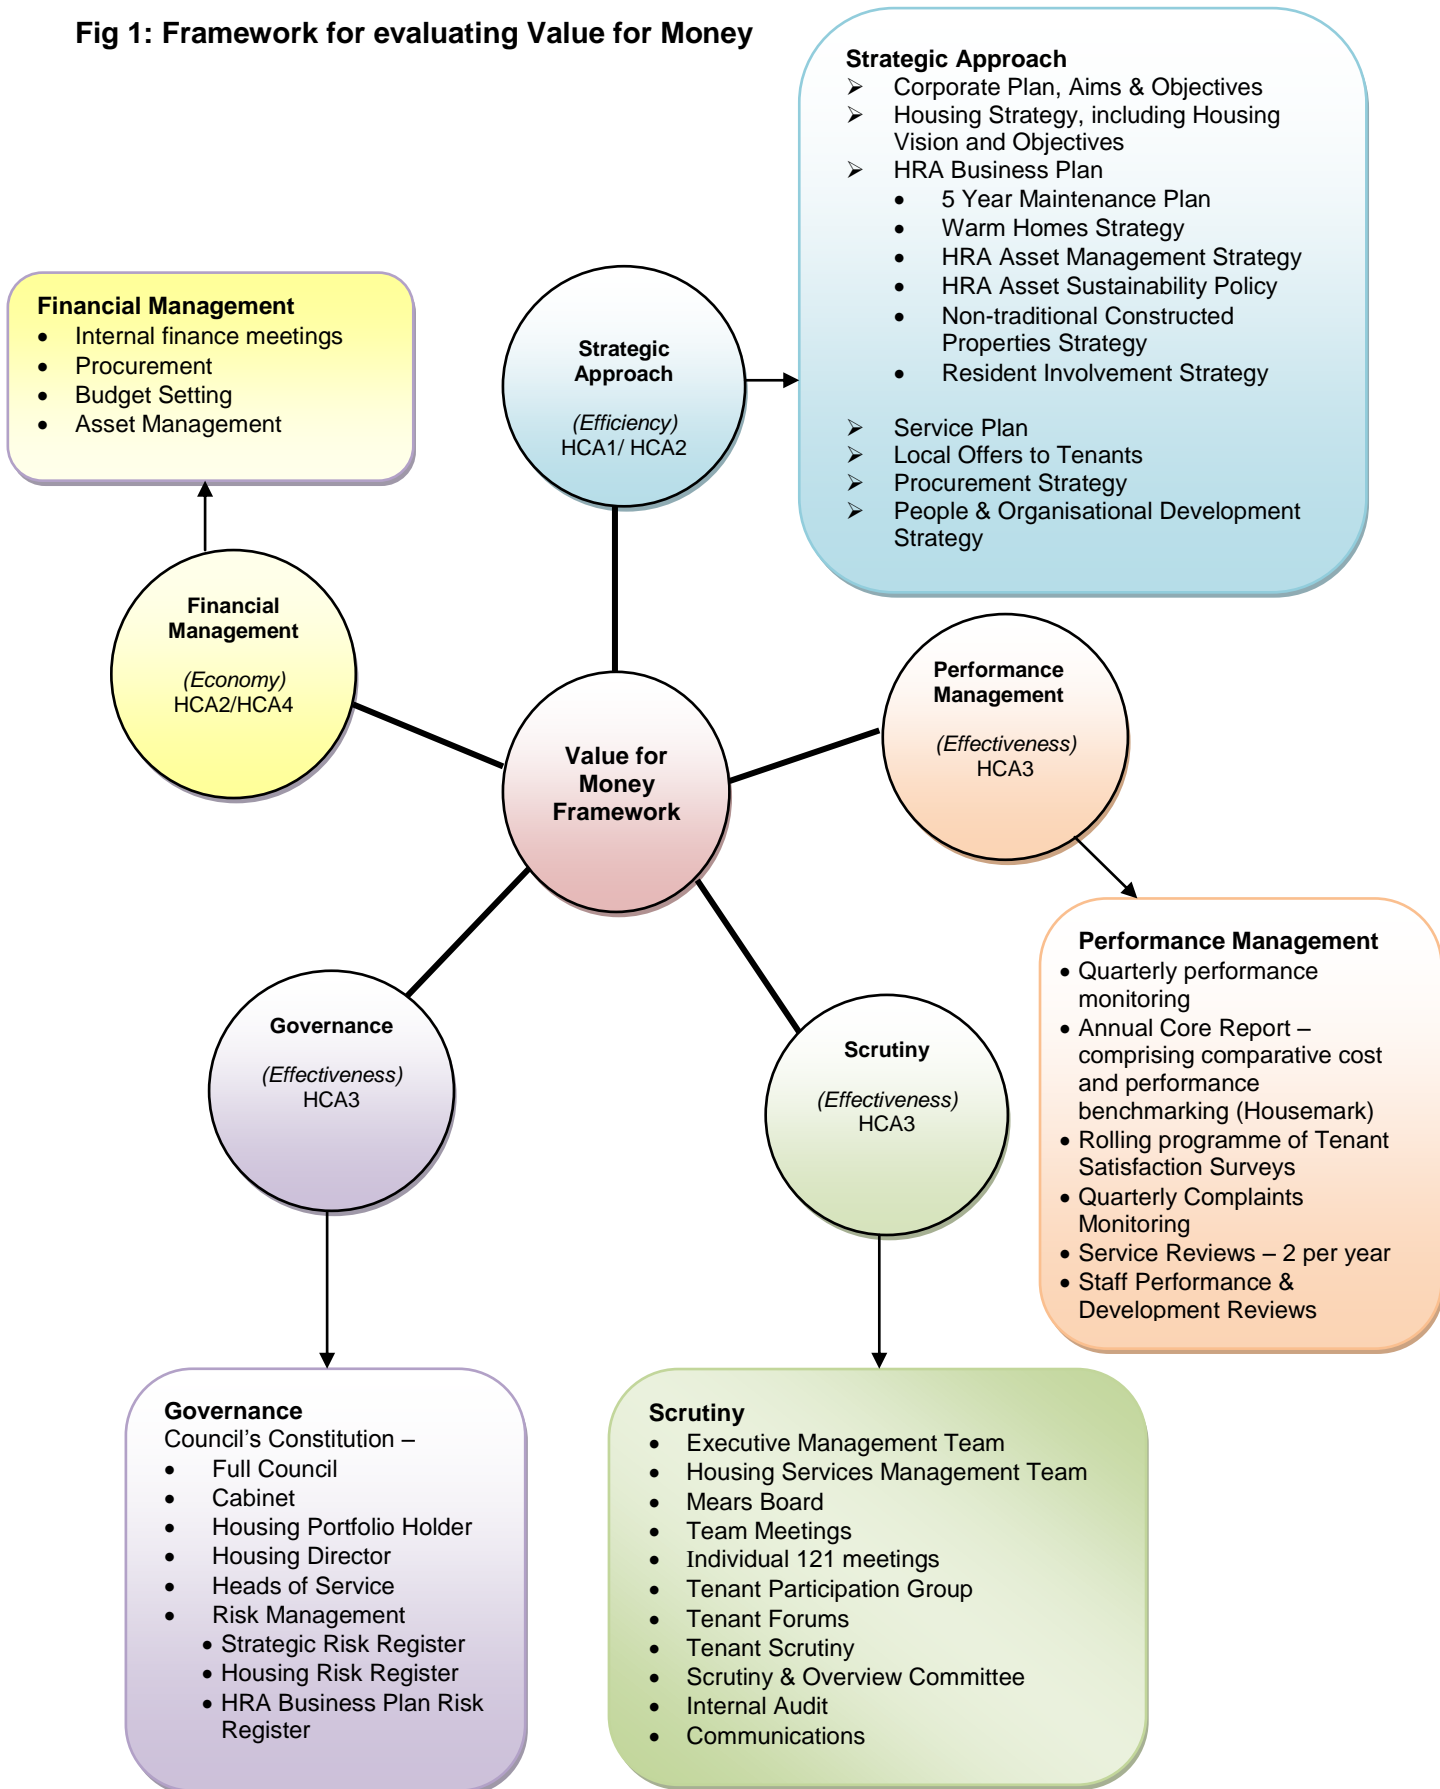 Fig 1: Framework for evaluating Value for Money
Strategic Approach
➢ Corporate Plan, Aims & Objectives
➢ Housing Strategy, including Housing
Vision and Objectives
➢ HRA Business Plan
• 5 Year Maintenance Plan
• Warm Homes Strategy
• HRA Asset Management Strategy
• HRA Asset Sustainability Policy
• Non-traditional Constructed
Properties Strategy
• Resident Involvement Strategy
➢ Service Plan
➢ Local Offers to Tenants
➢ Procurement Strategy
➢ People & Organisational Development
Strategy
Financial Management
• Internal finance meetings
• Procurement
• Budget Setting
• Asset Management
Strategic
Approach
(Efficiency)
HCA1/ HCA2
Financial
Management
(Economy)
HCA2/HCA4
Performance
Management
(Effectiveness)
HCA3
Value for
Money
Framework
Performance Management
• Quarterly performance
monitoring
• Annual Core Report –
comprising comparative cost
and performance
benchmarking (Housemark)
• Rolling programme of Tenant
Satisfaction Surveys
• Quarterly Complaints
Monitoring
• Service Reviews – 2 per year
• Staff Performance &
Development Reviews
Governance
(Effectiveness)
HCA3
Scrutiny
(Effectiveness)
HCA3
Governance
Council's Constitution –
• Full Council
• Cabinet
• Housing Portfolio Holder
• Housing Director
• Heads of Service
• Risk Management
• Strategic Risk Register
• Housing Risk Register
• HRA Business Plan Risk
Register
Scrutiny
• Executive Management Team
• Housing Services Management Team
• Mears Board
• Team Meetings
• Individual 121 meetings
• Tenant Participation Group
• Tenant Forums
• Tenant Scrutiny
• Scrutiny & Overview Committee
• Internal Audit
• Communications